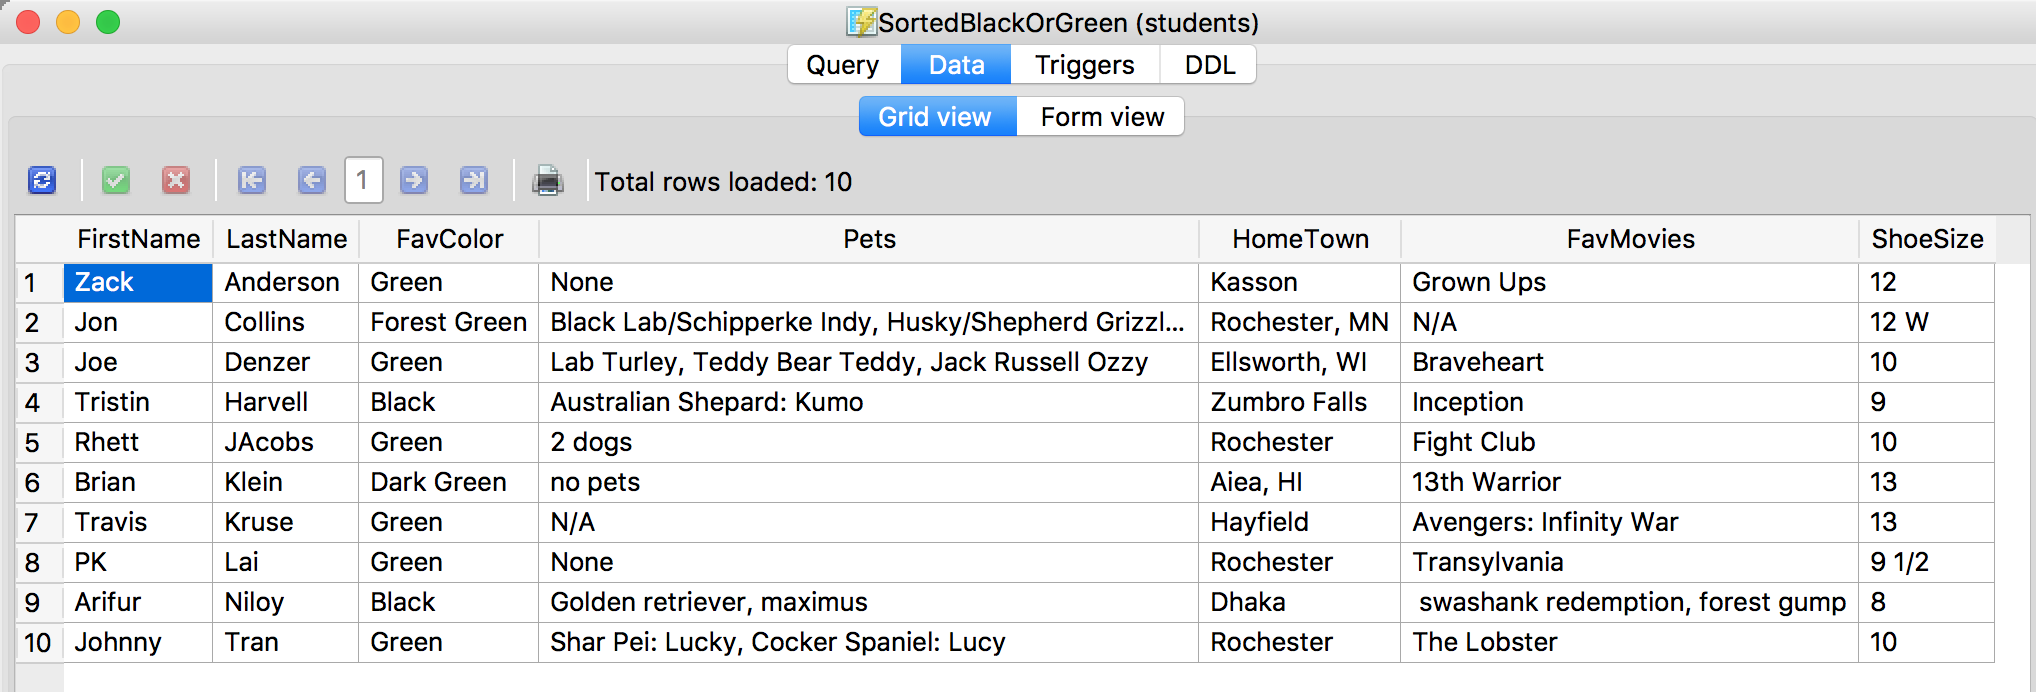 SortedBlackOrGreen (students)
Query Data Triggers DDL
Grid view Form view
1 Total rows loaded: 10
FirstName LastName FavColor Pets HomeTown FavMovies ShoeSize
1 Zack Anderson Green None Kasson Grown Ups 12
2 Jon Collins Forest Green Black Lab/Schipperke Indy, Husky/Shepherd Grizzl... Rochester, MN N/A 12 W
3 Joe Denzer Green Lab Turley, Teddy Bear Teddy, Jack Russell Ozzy Ellsworth, WI Braveheart 10
4 Tristin Harvell Black Australian Shepard: Kumo Zumbro Falls Inception 9
5 Rhett JAcobs Green 2 dogs Rochester Fight Club 10
6 Brian Klein Dark Green no pets Aiea, HI 13th Warrior 13
7 Travis Kruse Green N/A Hayfield Avengers: Infinity War 13
8 PK Lai Green None Rochester Transylvania 9 1/2
9 Arifur Niloy Black Golden retriever, maximus Dhaka swashank redemption, forest gump 8
10 Johnny Tran Green Shar Pei: Lucky, Cocker Spaniel: Lucy Rochester The Lobster 10